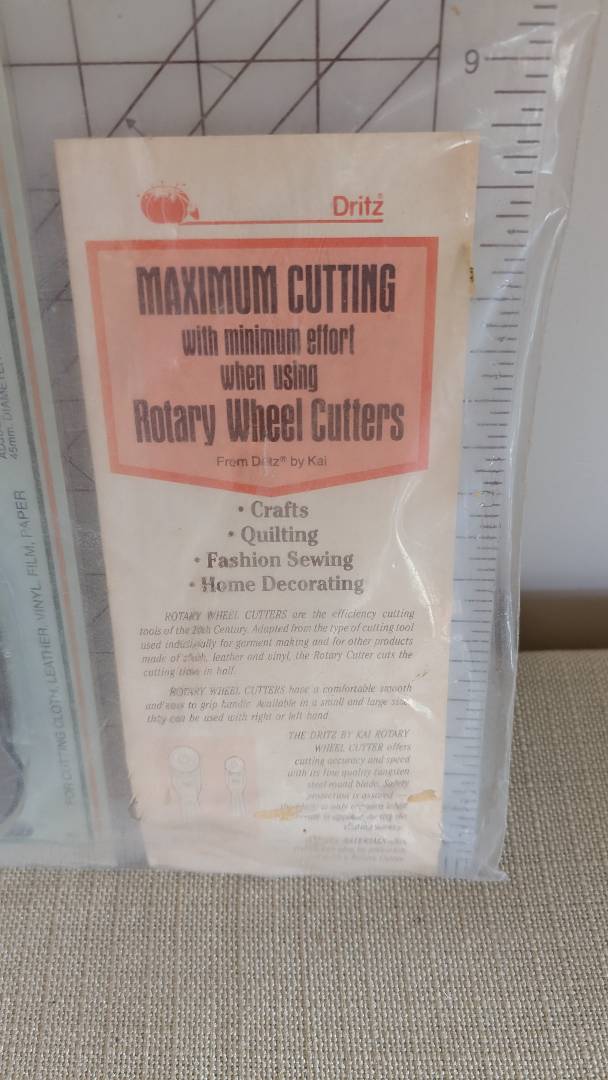 9
Dritz®
MAXIMUM CUTTING
with minimum effort
when using
Rotary Wheel Cutters
From Dritz® by Kai
• Crafts
• Quilting
• Fashion Sewing
• Home Decorating
ROTARY WHEEL CUTTERS are the efficiency cutting
tools of the 20th Century. Adapted from the type of cutting tool
used industrially for garment making and for other products
made of cloth, leather and vinyl, the Rotary Cutter cuts the
cutting time in half.
ROTARY WHEEL CUTTERS have a comfortable smooth
and easy to grip handle. Available in a small and large size
they can be used with right or left hand.
THE DRITZ BY KAI ROTARY
WHEEL CUTTER offers
cutting accuracy and speed
with its fine quality tungsten
steel round blade. Safety
protection is assured
45mm. DIAMETER
FOR CUTTING CLOTH, LEATHER, VINYL, FILM, PAPER